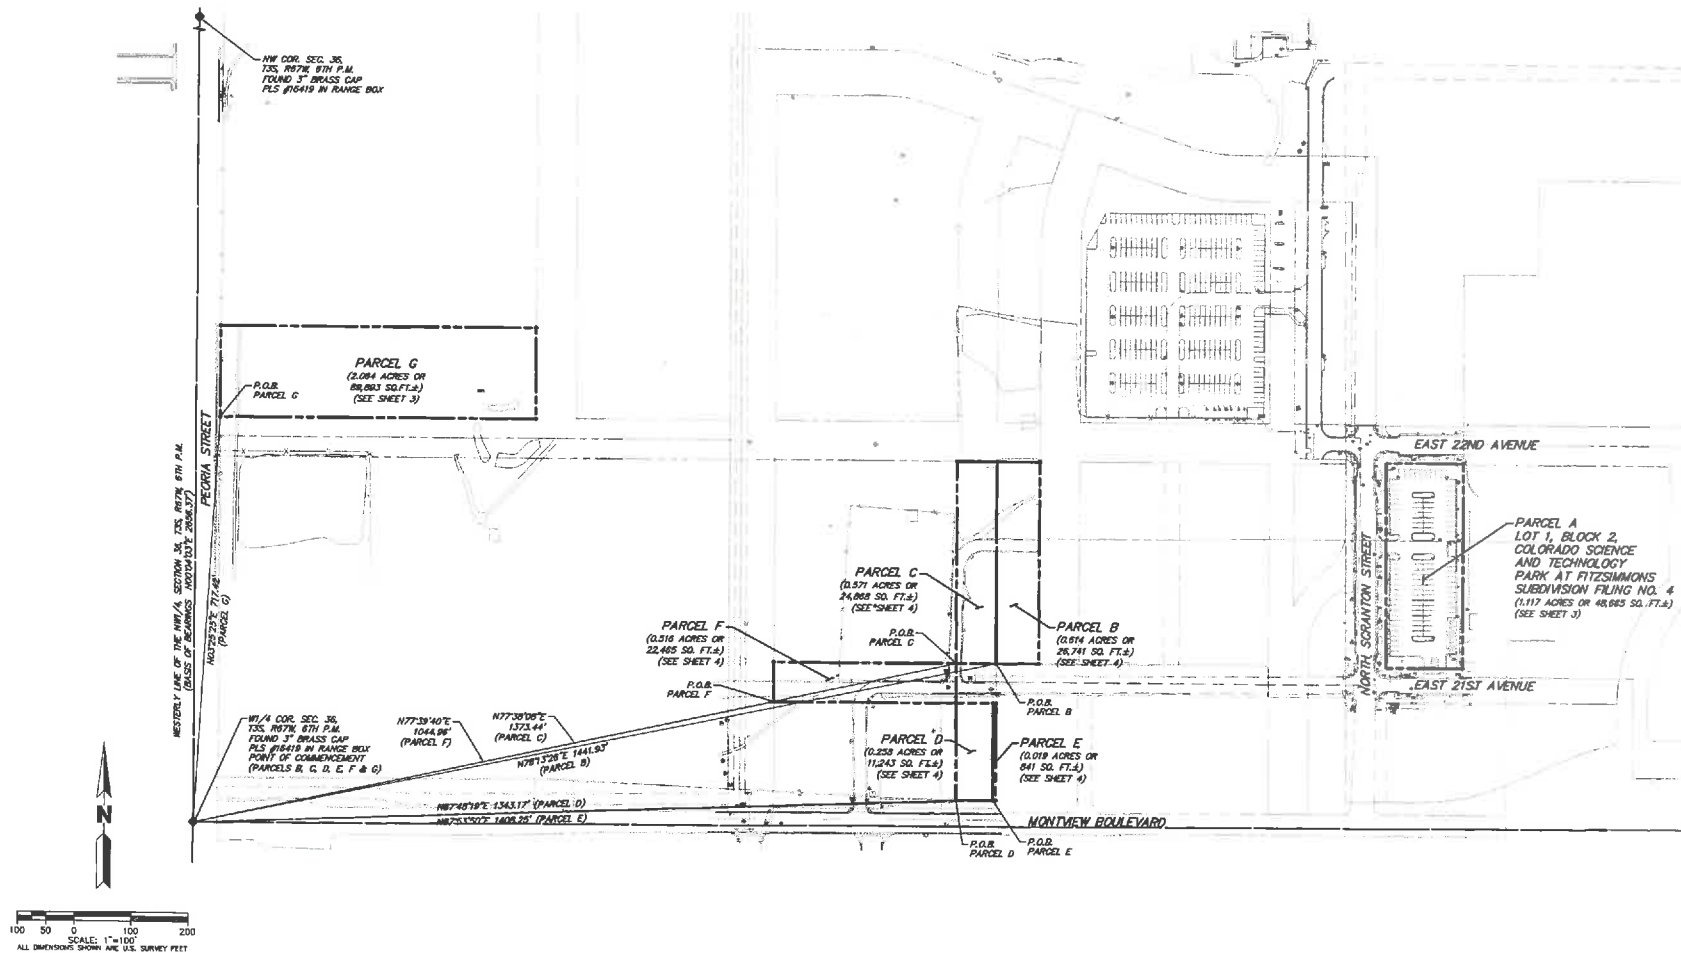 NW COR. SEC. 36,
T3S, R67W, 6TH P.M.
FOUND 3" BRASS CAP
PLS #16419 IN RANGE BOX
PARCEL G
(2.064 ACRES OR
89,893 SQ.FT.±)
(SEE SHEET 3)
P.O.B.
PARCEL G
PEORIA STREET
WESTERLY LINE OF THE NW1/4, SECTION 36, T3S, R67W, 6TH P.M.
(BASIS OF BEARINGS N00°04'03"E 2656.37')
N03°25'25"E 717.42'
(PARCEL G)
EAST 22ND AVENUE
NORTH SCRANTON STREET
PARCEL A
LOT 1, BLOCK 2,
COLORADO SCIENCE
AND TECHNOLOGY
PARK AT FITZSIMMONS
SUBDIVISION FILING NO. 4
(1.117 ACRES OR 48,665 SQ. FT.±)
(SEE SHEET 3)
EAST 21ST AVENUE
PARCEL C
(0.571 ACRES OR
24,868 SQ. FT.±)
(SEE SHEET 4)
PARCEL F
(0.516 ACRES OR
22,465 SQ. FT.±)
(SEE SHEET 4)
P.O.B.
PARCEL C
PARCEL B
(0.614 ACRES OR
26,741 SQ. FT.±)
(SEE SHEET 4)
P.O.B.
PARCEL F
P.O.B.
PARCEL B
W1/4 COR. SEC. 36,
T3S, R67W, 6TH P.M.
FOUND 3" BRASS CAP
PLS #16419 IN RANGE BOX
POINT OF COMMENCEMENT
(PARCELS B, C, D, E, F & G)
N77°39'40"E
1044.96'
(PARCEL F)
N77°38'08"E
1373.44'
(PARCEL C)
N78°13'26"E 1441.93'
(PARCEL B)
PARCEL D
(0.258 ACRES OR
11,243 SQ. FT.±)
(SEE SHEET 4)
PARCEL E
(0.019 ACRES OR
841 SQ. FT.±)
(SEE SHEET 4)
N87°48'19"E 1343.17' (PARCEL D)
N87°53'50"E 1408.25' (PARCEL E)
MONTVIEW BOULEVARD
P.O.B.
PARCEL D
P.O.B.
PARCEL E
N
100 50 0 100 200
SCALE: 1"=100'
ALL DIMENSIONS SHOWN ARE U.S. SURVEY FEET